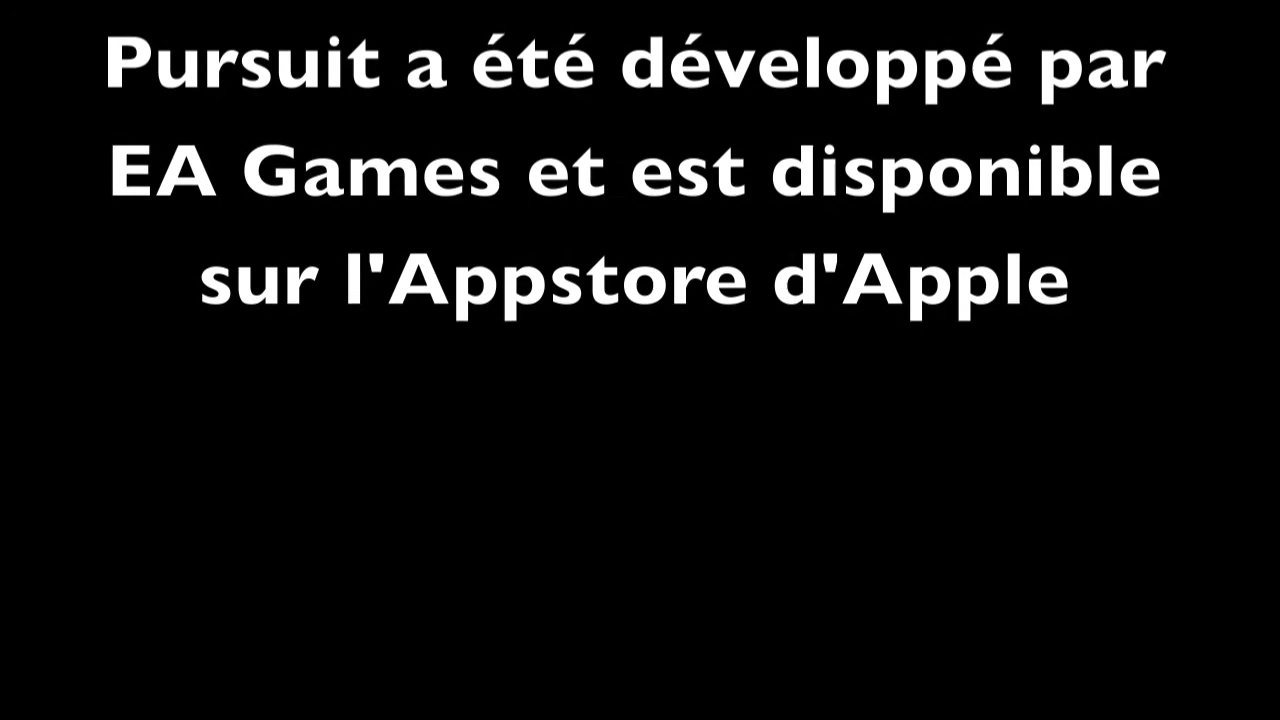 Pursuit a été développé par
EA Games et est disponible
sur l'Appstore d'Apple